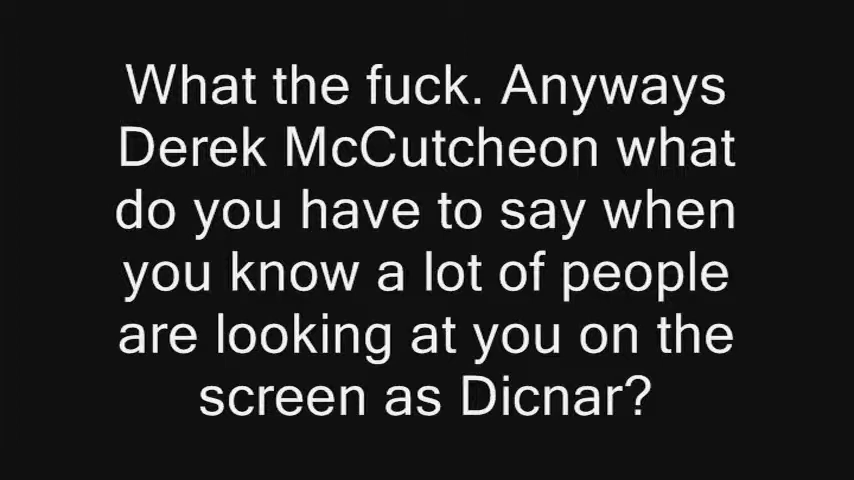 What the fuck. Anyways
Derek McCutcheon what
do you have to say when
you know a lot of people
are looking at you on the
screen as Dicnar?